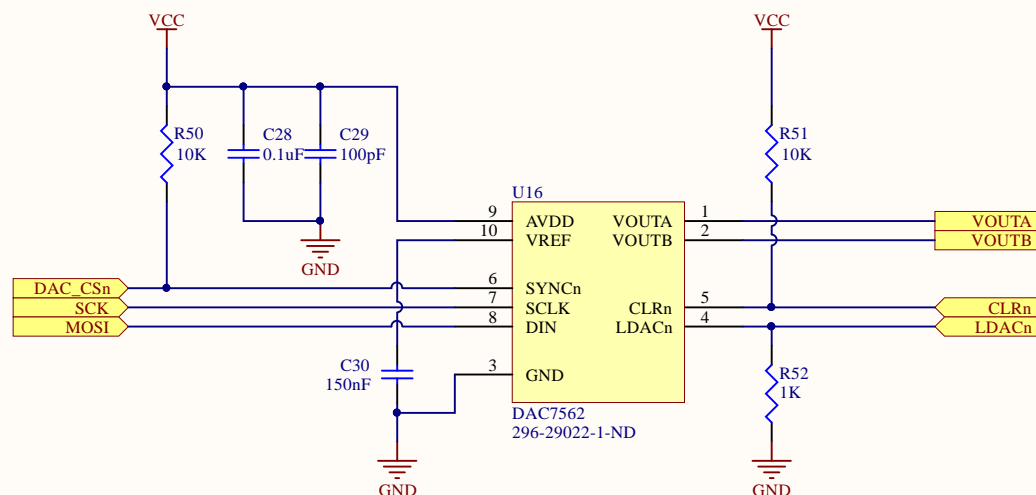 VCC
VCC
R50
10K
C28
0.1uF
C29
100pF
R51
10K
U16
GND
9
AVDD
VOUTA
1
VOUTA
10
VREF
VOUTB
2
VOUTB
DAC_CSn
6
SYNCn
SCK
7
SCLK
CLRn
5
CLRn
MOSI
8
DIN
LDACn
4
LDACn
C30
150nF
3
GND
R52
1K
DAC7562
296-29022-1-ND
GND
GND